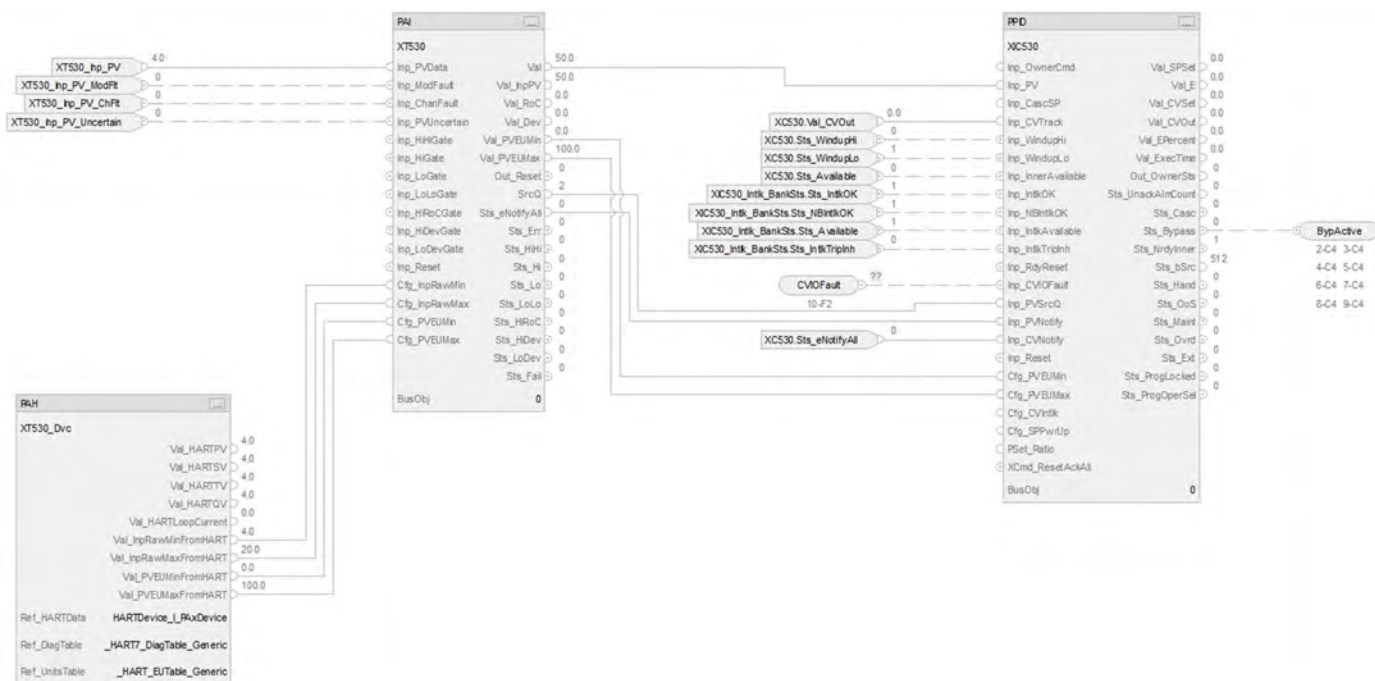 PAI
XT530
XT530_Inp_PV 4.0
XT530_Inp_PV_ModFlt 0
XT530_Inp_PV_ChFlt 0
XT530_Inp_PV_Uncertain 0
Inp_PVData Val 50.0
Inp_ModFault Val_InpPV 50.0
Inp_ChanFault Val_RoC 0.0
Inp_PVUncertain Val_Dev 0.0
Inp_HiHiGate Val_PVEUMin 0.0
Inp_HiGate Val_PVEUMax 100.0
Inp_LoGate Out_Reset 0
Inp_LoLoGate SrcQ 2
Inp_HiRoCGate Sts_eNotifyAll 0
Inp_HiDevGate Sts_Err 0
Inp_LoDevGate Sts_HiHi 0
Inp_Reset Sts_Hi 0
Cfg_InpRawMin Sts_Lo 0
Cfg_InpRawMax Sts_LoLo 0
Cfg_PVEUMin Sts_HiRoC 0
Cfg_PVEUMax Sts_HiDev 0
Sts_LoDev 0
Sts_Fail 0
BusObj 0
PPID
XIC530
XC530.Val_CVOut 0.0
XC530.Sts_WindupHi 0
XC530.Sts_WindupLo 1
XC530.Sts_Available 0
XIC530_Intlk_BankSts.Sts_IntlkOK 1
XIC530_Intlk_BankSts.Sts_NBIntlkOK 1
XIC530_Intlk_BankSts.Sts_Available 1
XIC530_Intlk_BankSts.Sts_IntlkTripInh 0
CVIOFault ??
10-F2
XC530.Sts_eNotifyAll 0
Inp_OwnerCmd Val_SPSet 0.0
Inp_PV Val_E 0.0
Inp_CascSP Val_CVSet 0.0
Inp_CVTrack Val_CVOut 0.0
Inp_WindupHi Val_EPercent 0.0
Inp_WindupLo Val_ExecTime 0.0
Inp_InnerAvailable Out_OwnerSts 0
Inp_IntlkOK Sts_UnackAlmCount 0
Inp_NBIntlkOK Sts_Casc 0
Inp_IntlkAvailable Sts_Bypass 0
Inp_IntlkTripInh Sts_NrdyInner 1
Inp_RdyReset Sts_bSrc 512
Inp_CVIOFault Sts_Hand 0
Inp_PVSrcQ Sts_OoS 0
Inp_PVNotify Sts_Maint 0
Inp_CVNotify Sts_Ovrd 0
Inp_Reset Sts_Ext 0
Cfg_PVEUMin Sts_ProgLocked 0
Cfg_PVEUMax Sts_ProgOperSel 0
Cfg_CVIntlk
Cfg_SPPwrUp
PSet_Ratio
XCmd_ResetAckAll
BusObj 0
BypActive
2-C4 3-C4
4-C4 5-C4
6-C4 7-C4
8-C4 9-C4
PAH
XT530_Dvc
Val_HARTPV 4.0
Val_HARTSV 4.0
Val_HARTTV 4.0
Val_HARTQV 4.0
Val_HARTLoopCurrent 0.0
Val_InpRawMinFromHART 4.0
Val_InpRawMaxFromHART 20.0
Val_PVEUMinFromHART 0.0
Val_PVEUMaxFromHART 100.0
Ref_HARTData HARTDevice_I_PAxDevice
Ref_DiagTable _HART7_DiagTable_Generic
Ref_UnitsTable _HART_EUTable_Generic